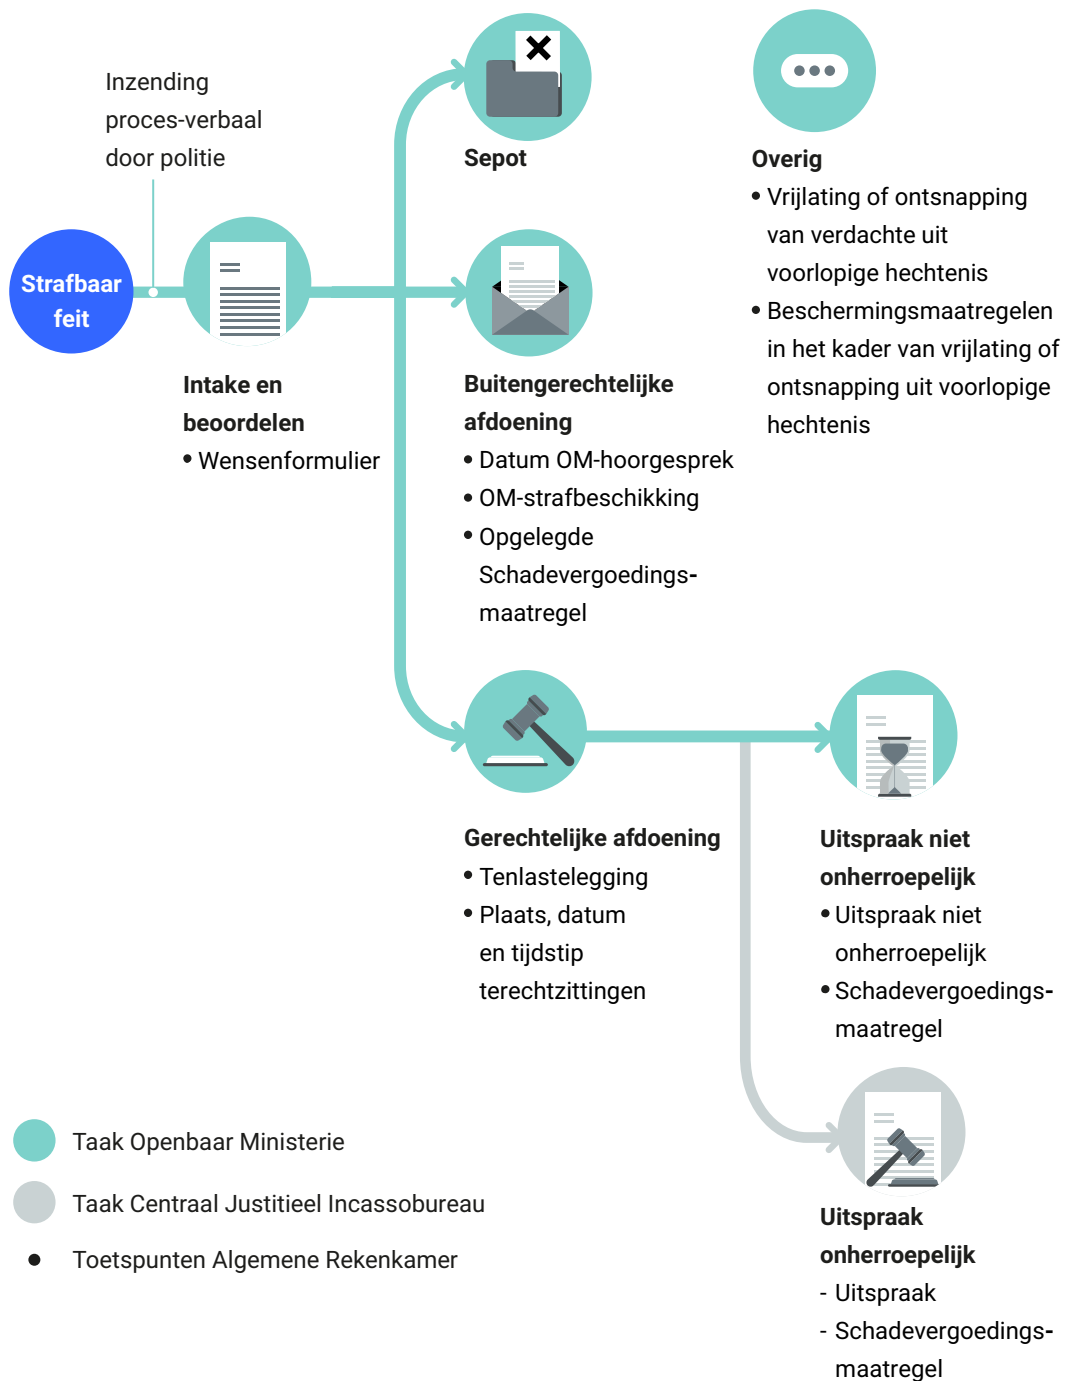 Inzending
proces-verbaal
door politie
Strafbaar
feit
Intake en
beoordelen
• Wensenformulier
Sepot
Buitengerechtelijke
afdoening
• Datum OM-hoorgesprek
• OM-strafbeschikking
• Opgelegde
Schadevergoedings-
maatregel
Overig
• Vrijlating of ontsnapping
van verdachte uit
voorlopige hechtenis
• Beschermingsmaatregelen
in het kader van vrijlating of
ontsnapping uit voorlopige
hechtenis
Gerechtelijke afdoening
• Tenlastelegging
• Plaats, datum
en tijdstip
terechtzittingen
Uitspraak niet
onherroepelijk
• Uitspraak niet
onherroepelijk
• Schadevergoedings-
maatregel
Uitspraak
onherroepelijk
- Uitspraak
- Schadevergoedings-
maatregel
Taak Openbaar Ministerie
Taak Centraal Justitieel Incassobureau
• Toetspunten Algemene Rekenkamer